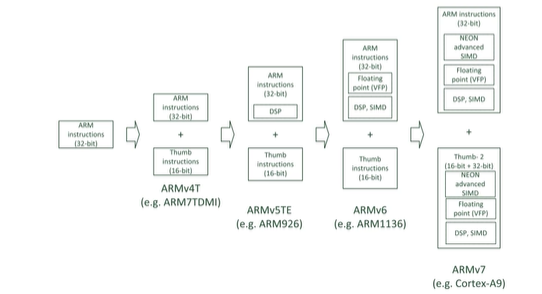 ARM
instructions
(32-bit)
ARM
instructions
(32-bit)
+
Thumb
instructions
(16-bit)
ARMv4T
(e.g. ARM7TDMI)
ARM
instructions
(32-bit)
DSP
+
Thumb
instructions
(16-bit)
ARMv5TE
(e.g. ARM926)
ARM
instructions
(32-bit)
Floating
point (VFP)
DSP, SIMD
+
Thumb
instructions
(16-bit)
ARMv6
(e.g. ARM1136)
ARM instructions
(32-bit)
NEON
advanced
SIMD
Floating
point (VFP)
DSP, SIMD
+
Thumb- 2
(16-bit + 32-bit)
NEON
advanced
SIMD
Floating
point (VFP)
DSP, SIMD
ARMv7
(e.g. Cortex-A9)